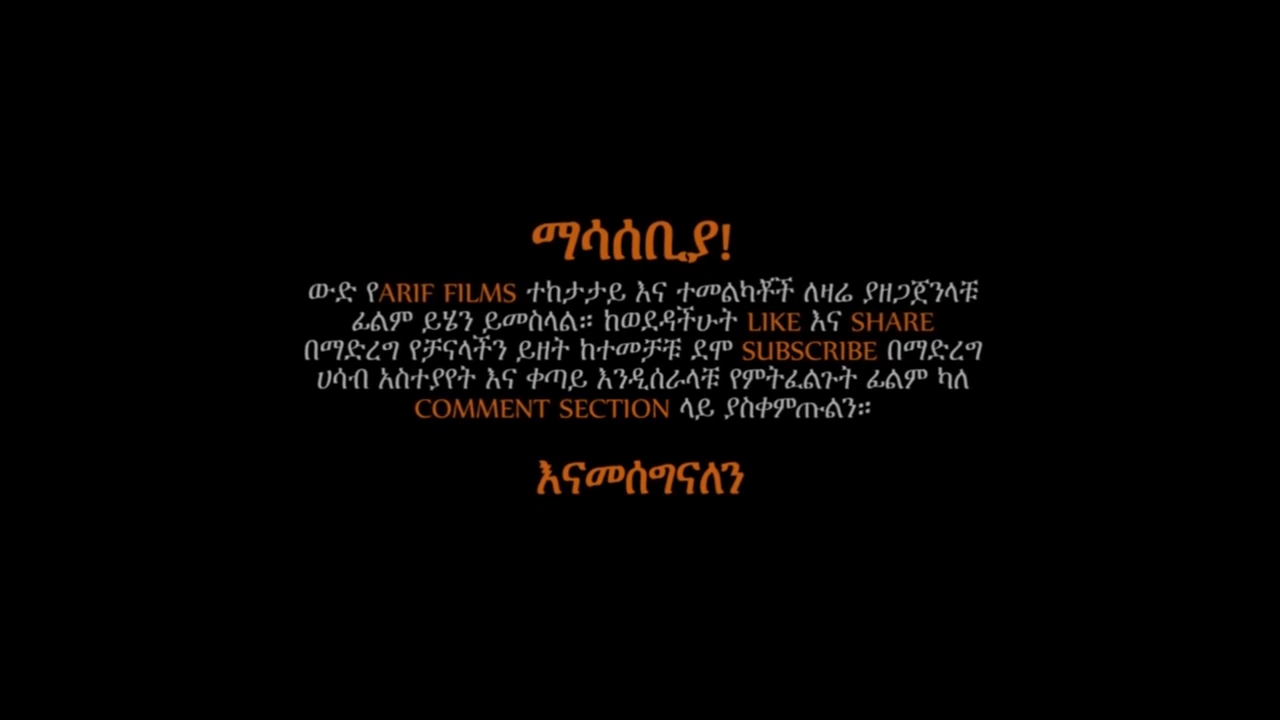 ማሳሰቢያ!
ውድ የARIF FILMS ተከታታይ እና ተመልካቾች ለዛሬ ያዘጋጀንላቹ
ፊልም ይሄን ይመስላል። ከወደዳችሁት LIKE እና SHARE
በማድረግ የቻናላችን ይዘት ከተመቻቹ ደሞ SUBSCRIBE በማድረግ
ሀሳብ አስተያየት እና ቀጣይ እንዲሰራላቹ የምትፈልጉት ፊልም ካለ
COMMENT SECTION ላይ ያስቀምጡልን።
እናመሰግናለን